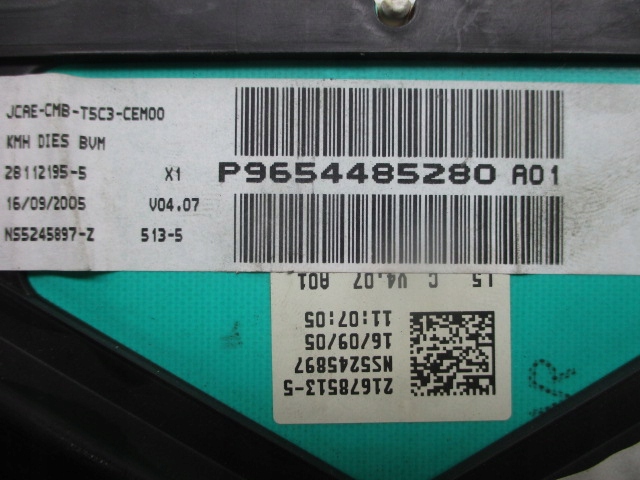 JCAE-CMB-T5C3-CEM00
KMH DIES BVM
28112195-5 X1
16/09/2005 V04.07
NS5245897-Z 513-5
P9654485280 A01
L5 C V4.07 A01
11:07:05
16/09/05
NS5245897
21678513-5